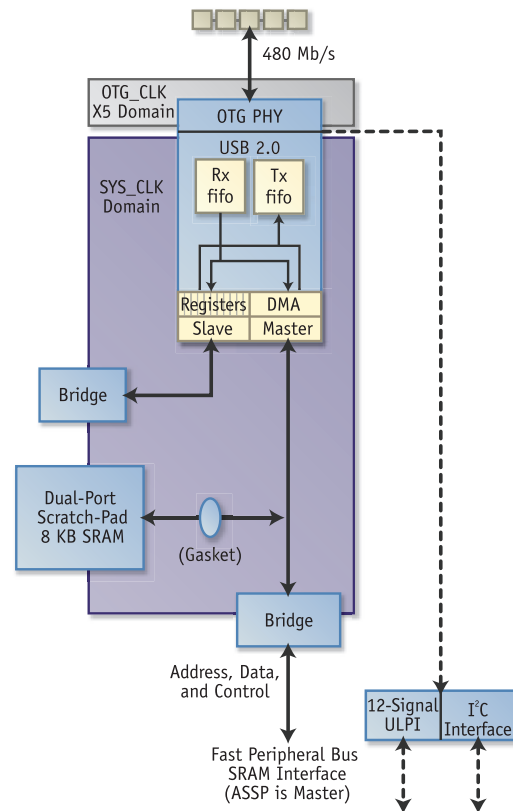 480 Mb/s
OTG_CLK
X5 Domain
OTG PHY
USB 2.0
SYS_CLK
Domain
Rx
fifo
Tx
fifo
Registers
DMA
Slave
Master
Bridge
Dual-Port
Scratch-Pad
8 KB SRAM
(Gasket)
Bridge
Address, Data,
and Control
12-Signal
ULPI
I²C
Interface
Fast Peripheral Bus
SRAM Interface
(ASSP is Master)